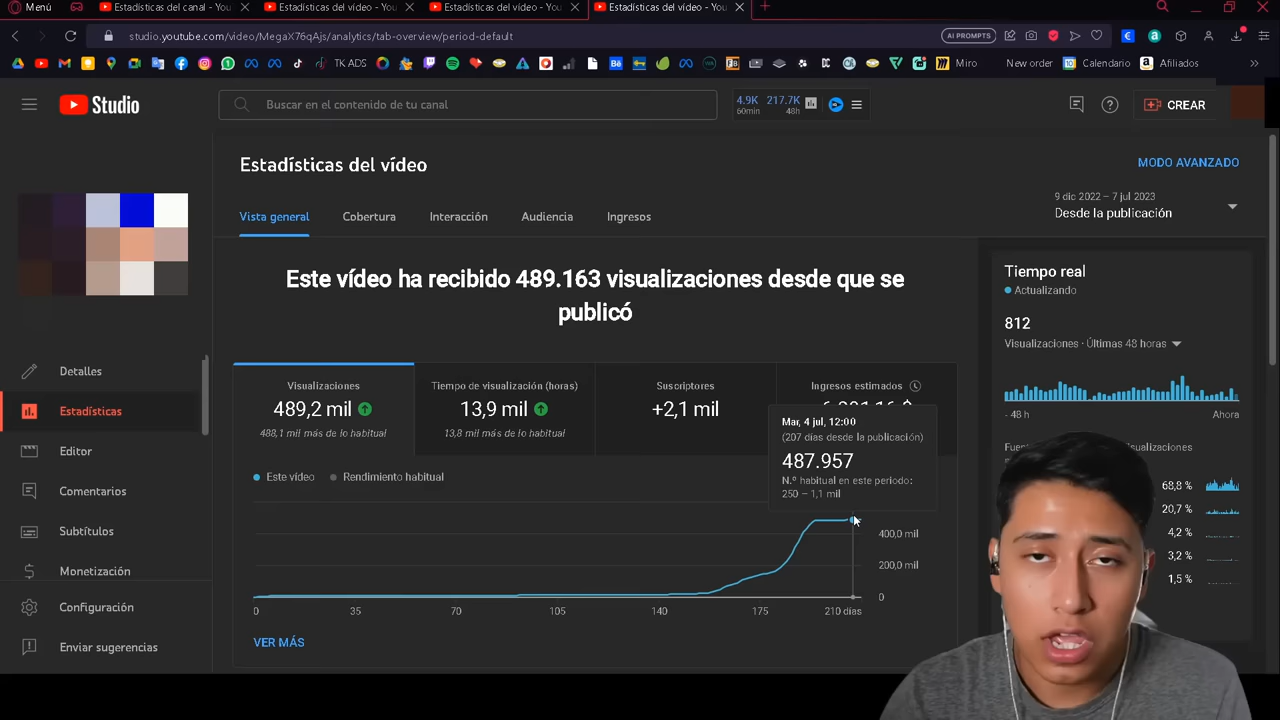 Menú
Estadísticas del canal - You
Estadísticas del vídeo - You
Estadísticas del vídeo - You
Estadísticas del vídeo - You
studio.youtube.com/video/MegaX76qAjs/analytics/tab-overview/period-default
AI PROMPTS
TK ADS
Miro
New order
Calendario
Afiliados
Studio
Buscar en el contenido de tu canal
4.9K 217.7K
60min 48h
CREAR
Estadísticas del vídeo
MODO AVANZADO
9 dic 2022 – 7 jul 2023
Desde la publicación
Vista general
Cobertura
Interacción
Audiencia
Ingresos
Este vídeo ha recibido 489.163 visualizaciones desde que se
publicó
Tiempo real
Actualizando
812
Visualizaciones · Últimas 48 horas
- 48 h
Ahora
68,8 %
20,7 %
4,2 %
3,2 %
1,5 %
Detalles
Estadísticas
Editor
Comentarios
Subtítulos
Monetización
Configuración
Enviar sugerencias
Visualizaciones
489,2 mil
488,1 mil más de lo habitual
Tiempo de visualización (horas)
13,9 mil
13,8 mil más de lo habitual
Suscriptores
+2,1 mil
Ingresos estimados
Mar, 4 jul, 12:00
(207 días desde la publicación)
487.957
N.º habitual en este periodo:
250 – 1,1 mil
Este vídeo
Rendimiento habitual
400,0 mil
200,0 mil
0
0 35 70 105 140 175 210 días
VER MÁS